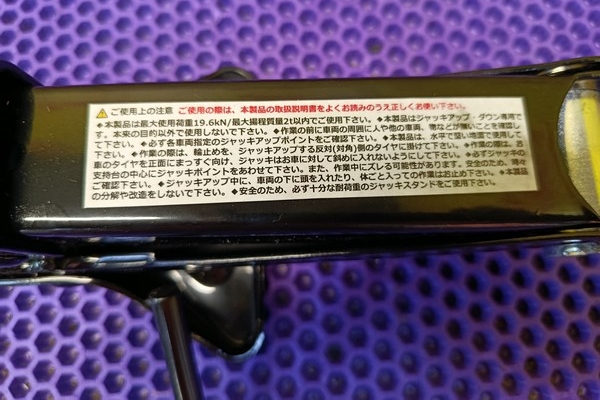 ⚠ ご使用上の注意 ご使用の際は、本製品の取扱説明書をよくお読みのうえ正しくお使い下さい。
◆本製品は最大使用荷重19.6kN/最大揚程質量2t以内でご使用下さい。◆本製品はジャッキアップ・ダウン専用で
す。本来の目的以外で使用しないで下さい。◆作業の前に車両の周囲に人や他の車両、物などが無いことを確認し
て下さい。◆必ず各車両指定のジャッキアップポイントをご確認下さい。◆本製品は、水平で堅い地面で使用して
下さい。◆作業の際は、輪止めを、ジャッキアップする反対(対角)側のタイヤに掛けて下さい。◆作業の際は、お
車のタイヤを正面にまっすぐ向け、ジャッキはお車に対して斜めに入れないようにして下さい。◆必ずジャッキの
支持台の中心にジャッキポイントをあわせて下さい。また、作業中にズレる可能性があります。安全のため、時々
ご確認下さい。◆ジャッキアップ中に、車両の下に頭を入れたり、体ごと入っての作業はお止め下さい。◆本製品
の分解や改造をしないで下さい。◆安全のため、必ず十分な耐荷重のジャッキスタンドをご使用下さい。